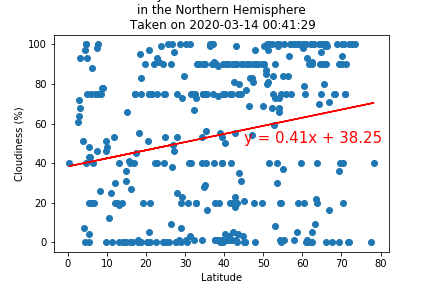 in the Northern Hemisphere
Taken on 2020-03-14 00:41:29
Cloudiness (%)
100
80
60
40
20
0
y = 0.41x + 38.25
0 10 20 30 40 50 60 70 80
Latitude